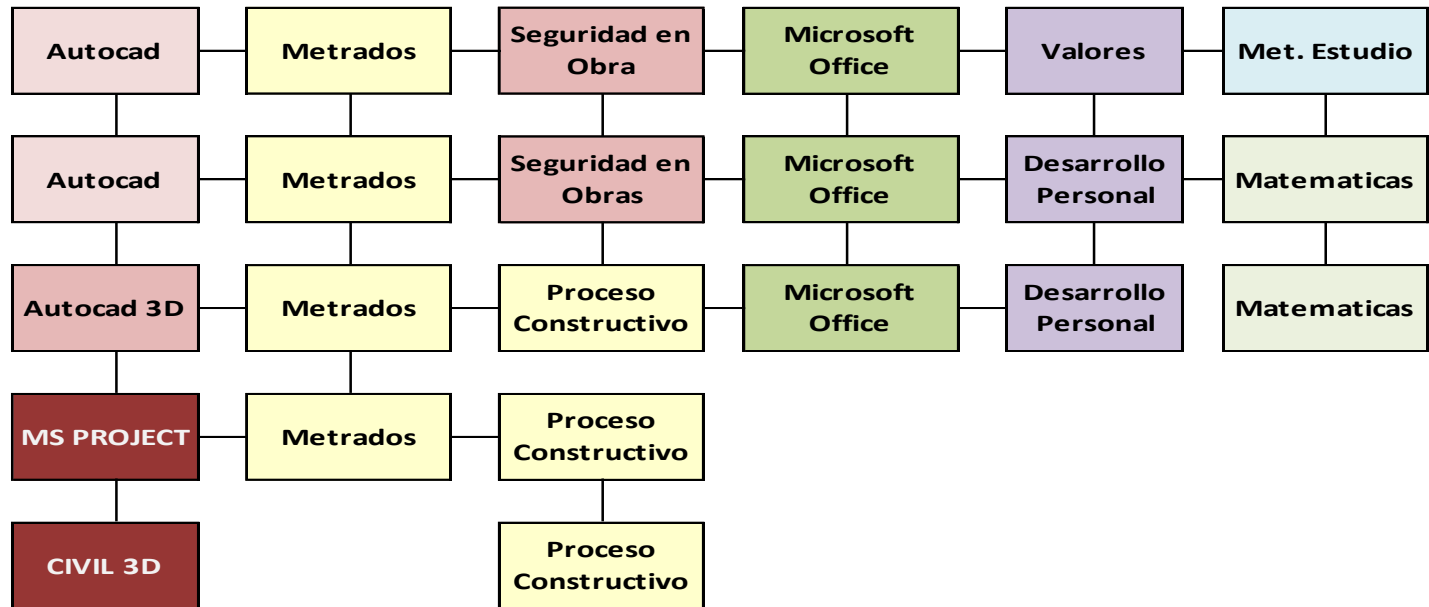 Autocad
Metrados
Seguridad en
Obra
Microsoft
Office
Valores
Met. Estudio
Autocad
Metrados
Seguridad en
Obras
Microsoft
Office
Desarrollo
Personal
Matematicas
Autocad 3D
Metrados
Proceso
Constructivo
Microsoft
Office
Desarrollo
Personal
Matematicas
MS PROJECT
Metrados
Proceso
Constructivo
CIVIL 3D
Proceso
Constructivo